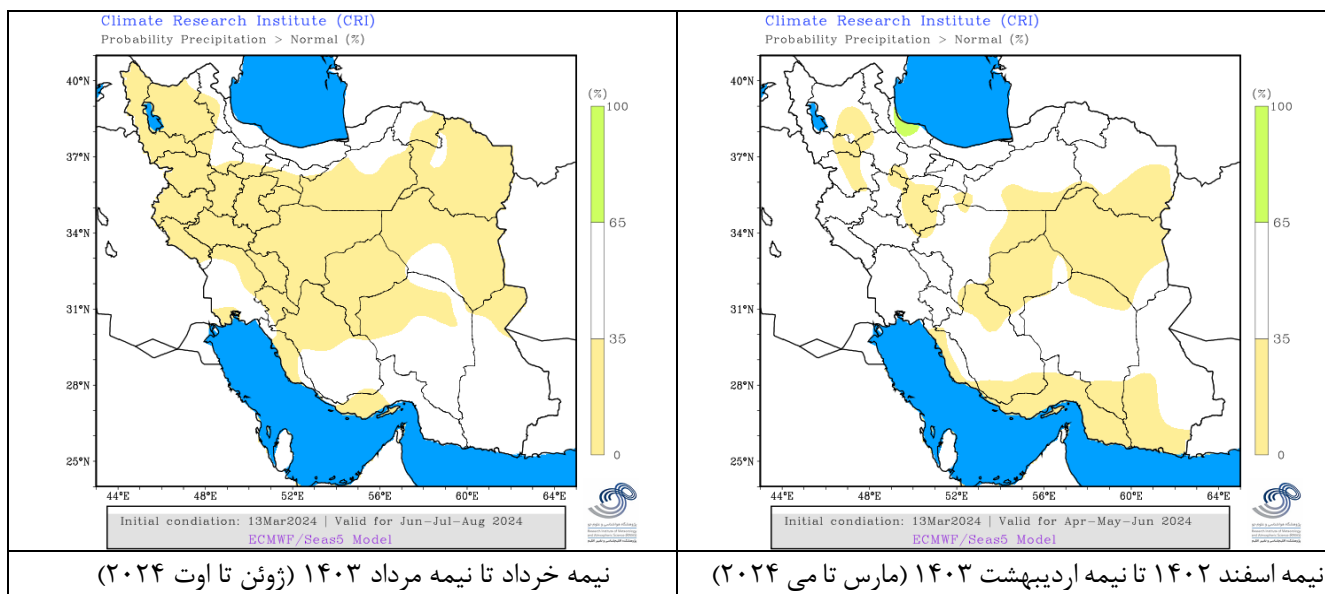 Climate Research Institute (CRI)
Probability Precipitation > Normal (%)
40°N
37°N
34°N
31°N
28°N
25°N
44°E 48°E 52°E 56°E 60°E 64°E
(%)
100
65
35
0
Initial condiation: 13Mar2024 | Valid for Jun-Jul-Aug 2024
ECMWF/Seas5 Model
نیمه خرداد تا نیمه مرداد ۱۴۰۳ (ژوئن تا اوت ۲۰۲۴)
Climate Research Institute (CRI)
Probability Precipitation > Normal (%)
40°N
37°N
34°N
31°N
28°N
25°N
44°E 48°E 52°E 56°E 60°E 64°E
(%)
100
65
35
0
Initial condiation: 13Mar2024 | Valid for Apr-May-Jun 2024
ECMWF/Seas5 Model
نیمه اسفند ۱۴۰۲ تا نیمه اردیبهشت ۱۴۰۳ (مارس تا می ۲۰۲۴)